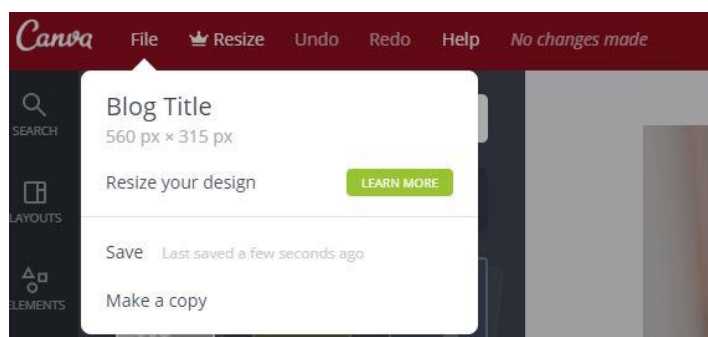 Canva File Resize Undo Redo Help No changes made
SEARCH
LAYOUTS
ELEMENTS
Blog Title
560 px × 315 px
Resize your design LEARN MORE
Save Last saved a few seconds ago
Make a copy